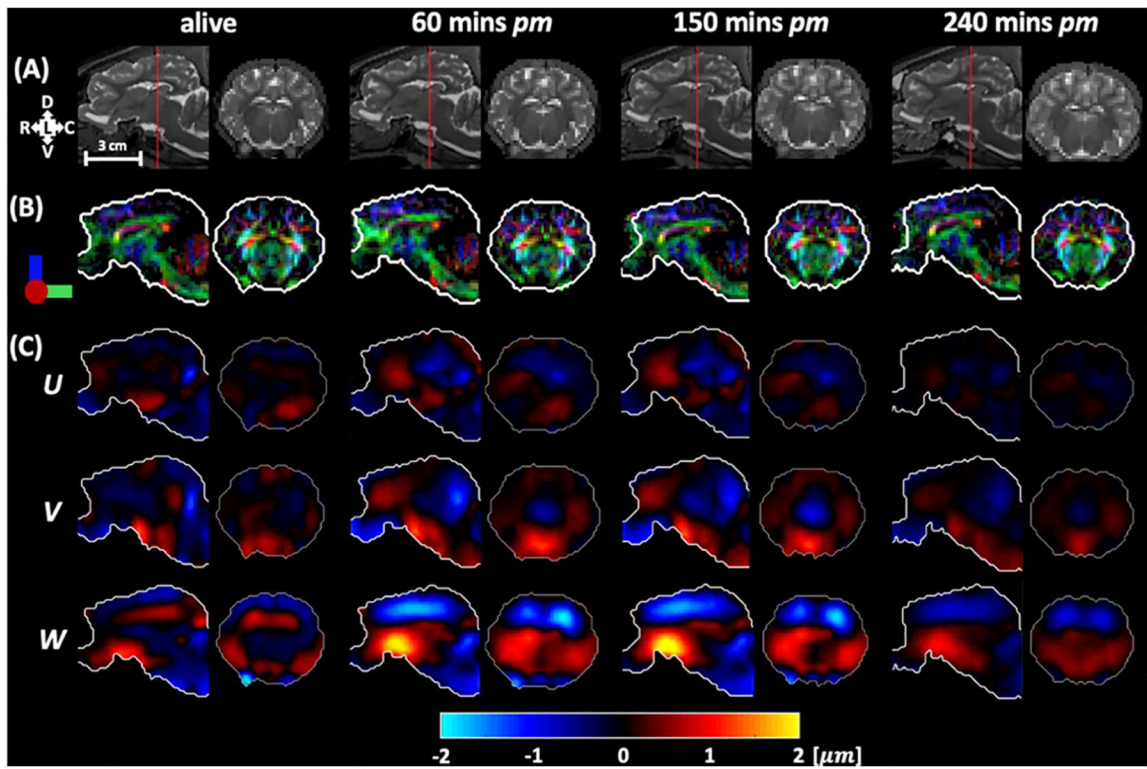 alive 60 mins pm 150 mins pm 240 mins pm
(A)
D
R L C
V
3 cm
(B)
(C)
U
V
W
-2 -1 0 1 2 [μm]